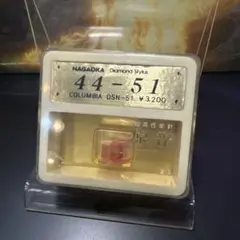 NAGAOKA Diamond Stylus
44-51
COLUMBIA DSN-51 ¥3,200